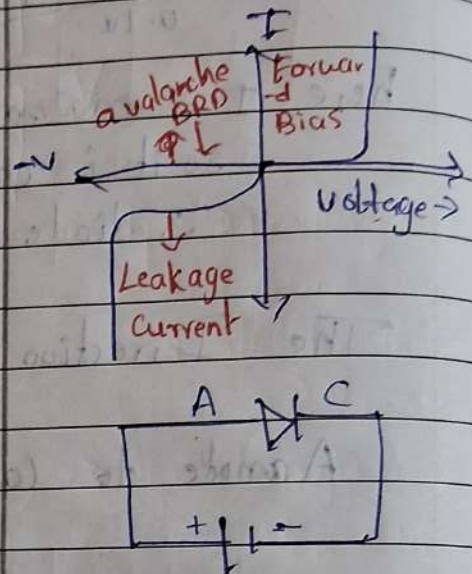 I
avalanche
BRD
Forwar
-d
Bias
-V
Voltage →
Leakage
Current
A C
+ -